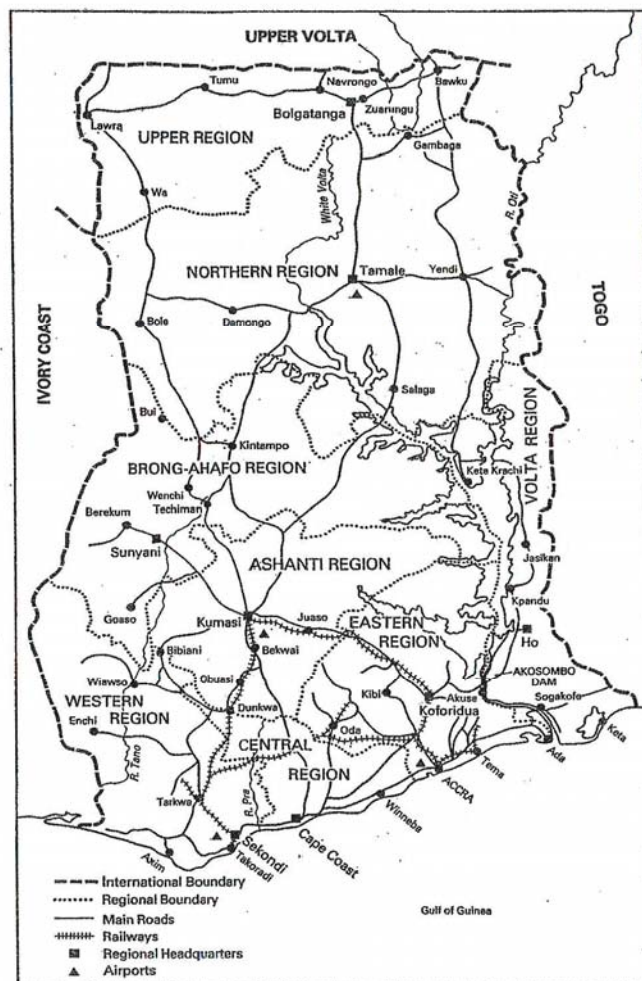 UPPER VOLTA
Tumu
Navrongo
Bawku
Zuarungu
Bolgatanga
Lawra
UPPER REGION
Gambaga
Wa
White Volta
R. Oti
NORTHERN REGION
Tamale
Yendi
TOGO
IVORY COAST
Bole
Damongo
Salaga
Bui
VOLTA REGION
Kintampo
BRONG-AHAFO REGION
Kete Krachi
Wenchi
Techiman
Berekum
Sunyani
Jasikan
ASHANTI REGION
Kpandu
Goaso
Kumasi
Juaso
EASTERN
REGION
Ho
Bibiani
Bekwai
AKOSOMBO
DAM
Wiawso
Obuasi
Kibi
Akuse
Sogakofe
WESTERN
REGION
Koforidua
Enchi
Dunkwa
Oda
Keta
CENTRAL
REGION
Ada
R. Tano
Tema
ACCRA
Tarkwa
R. Pra
Winneba
Cape Coast
Sekondi
Takoradi
Axim
International Boundary
Regional Boundary
Gulf of Guinea
Main Roads
Railways
Regional Headquarters
Airports